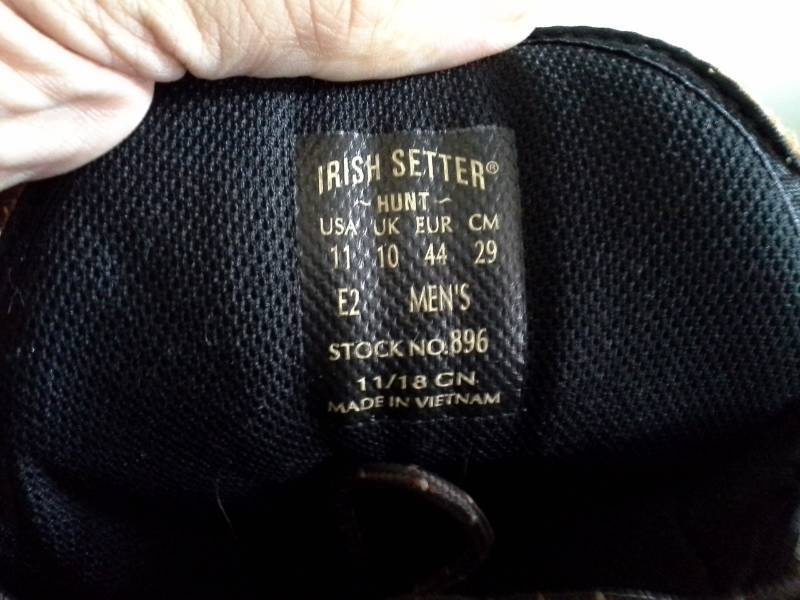 IRISH SETTER®
~ HUNT ~
USA UK EUR CM
11 10 44 29
E2 MEN'S
STOCK NO. 896
11/18 GN
MADE IN VIETNAM